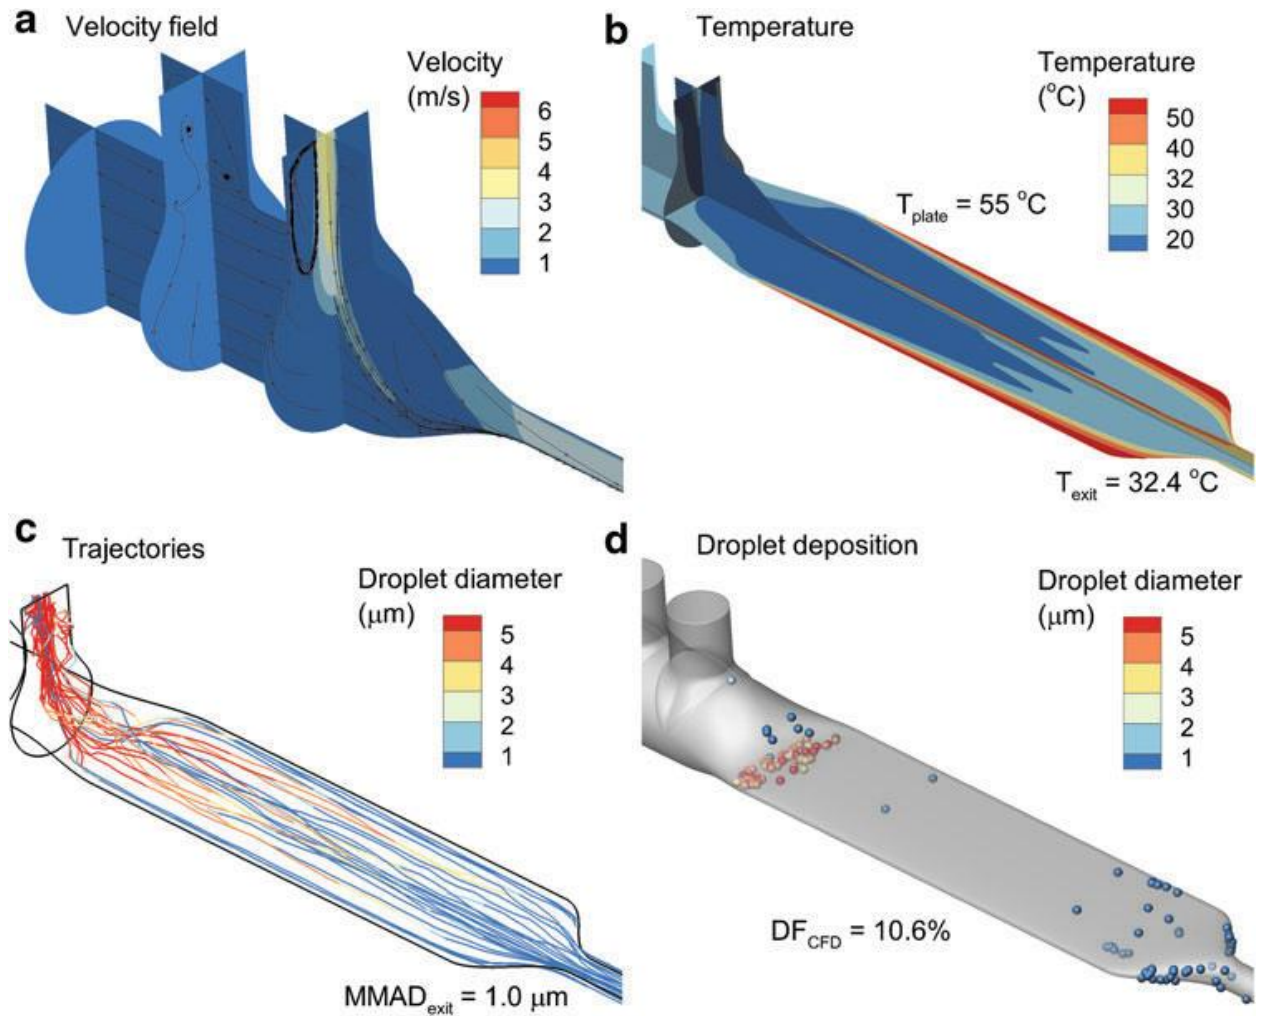 a Velocity field
Velocity
(m/s)
6
5
4
3
2
1
b Temperature
Temperature
(°C)
50
40
32
30
20
T_plate = 55 °C
T_exit = 32.4 °C
c Trajectories
Droplet diameter
(μm)
5
4
3
2
1
MMAD_exit = 1.0 μm
d Droplet deposition
Droplet diameter
(μm)
5
4
3
2
1
DF_CFD = 10.6%